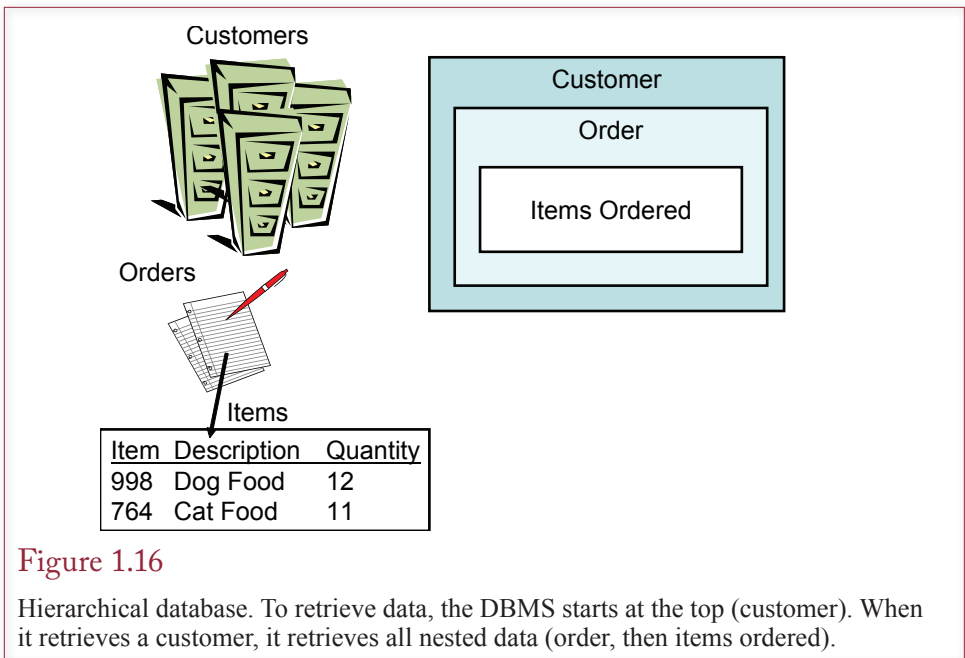 Customers
Customer
Order
Items Ordered
Orders
Items
Item Description Quantity
998 Dog Food 12
764 Cat Food 11
Figure 1.16
Hierarchical database. To retrieve data, the DBMS starts at the top (customer). When
it retrieves a customer, it retrieves all nested data (order, then items ordered).